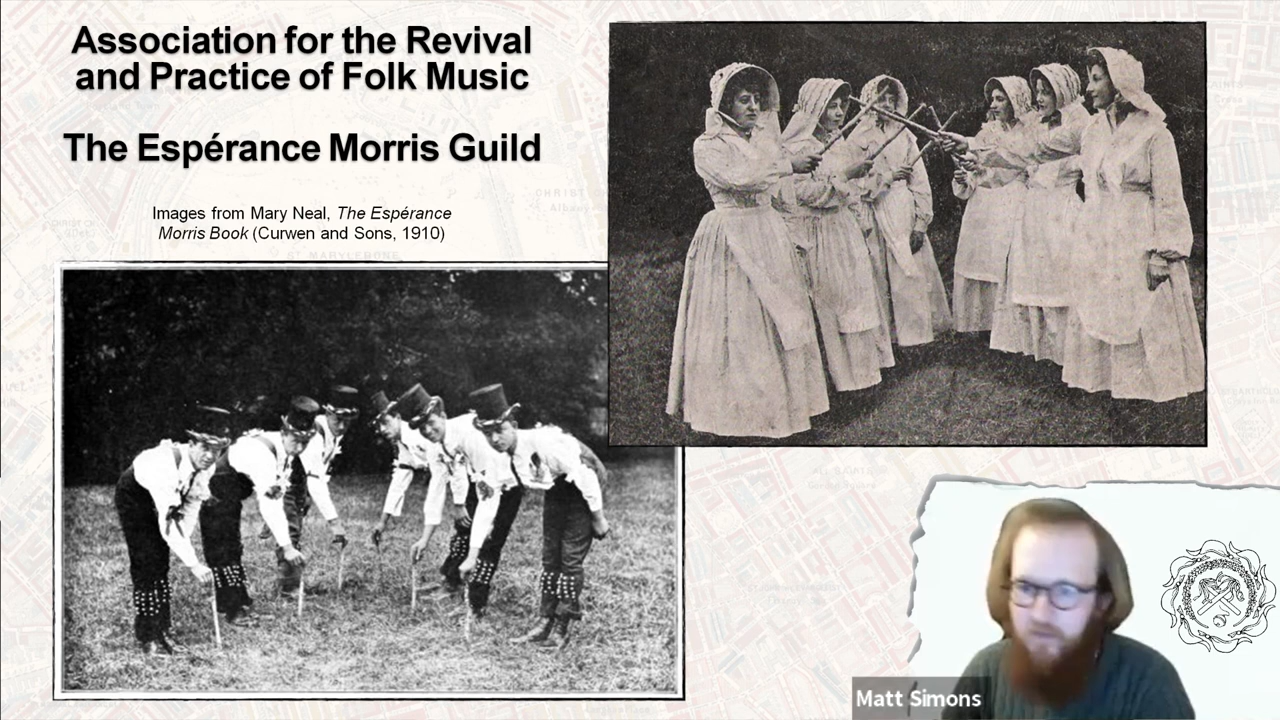 Association for the Revival
and Practice of Folk Music
The Espérance Morris Guild
Images from Mary Neal, The Espérance
Morris Book (Curwen and Sons, 1910)
Matt Simons